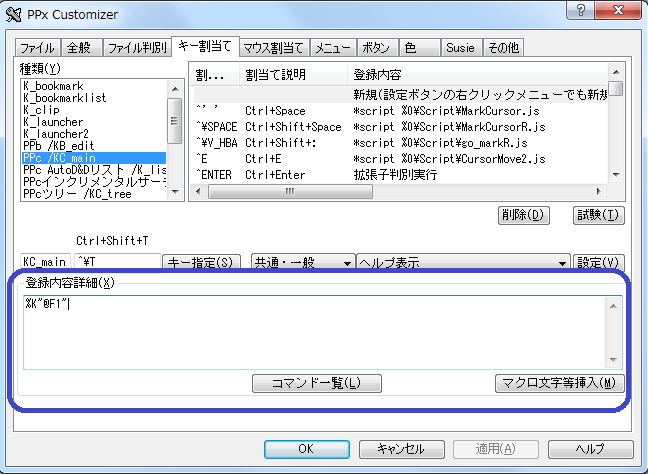 PPx Customizer
ファイル 全般 ファイル判別 キー割当て マウス割当て メニュー ボタン 色 Susie その他
種類(Y)
K_bookmark
K_bookmarklist
K_clip
K_launcher
K_launcher2
PPb /KB_edit
PPc /KC_main
PPc AutoD&Dリスト /K_lis
PPcインクリメンタルサーチ
PPcツリー /KC_tree
割... 割当て説明 登録内容
新規(設定ボタンの右クリックメニューでも新規
^' ' Ctrl+Space *script %0¥Script¥MarkCursor.js
^¥SPACE Ctrl+Shift+Space *script %0¥Script¥MarkCursorR.js
^¥V_HBA Ctrl+Shift+: *script %0¥Script¥go_markR.js
^E Ctrl+E *script %0¥Script¥CursorMove2.js
^ENTER Ctrl+Enter 拡張子判別実行
削除(D) 試験(T)
Ctrl+Shift+T
KC_main ^¥T キー指定(S) 共通・一般 ヘルプ表示 設定(V)
登録内容詳細(X)
%K"@F1"
コマンド一覧(L) マクロ文字等挿入(M)
OK キャンセル 適用(A) ヘルプ